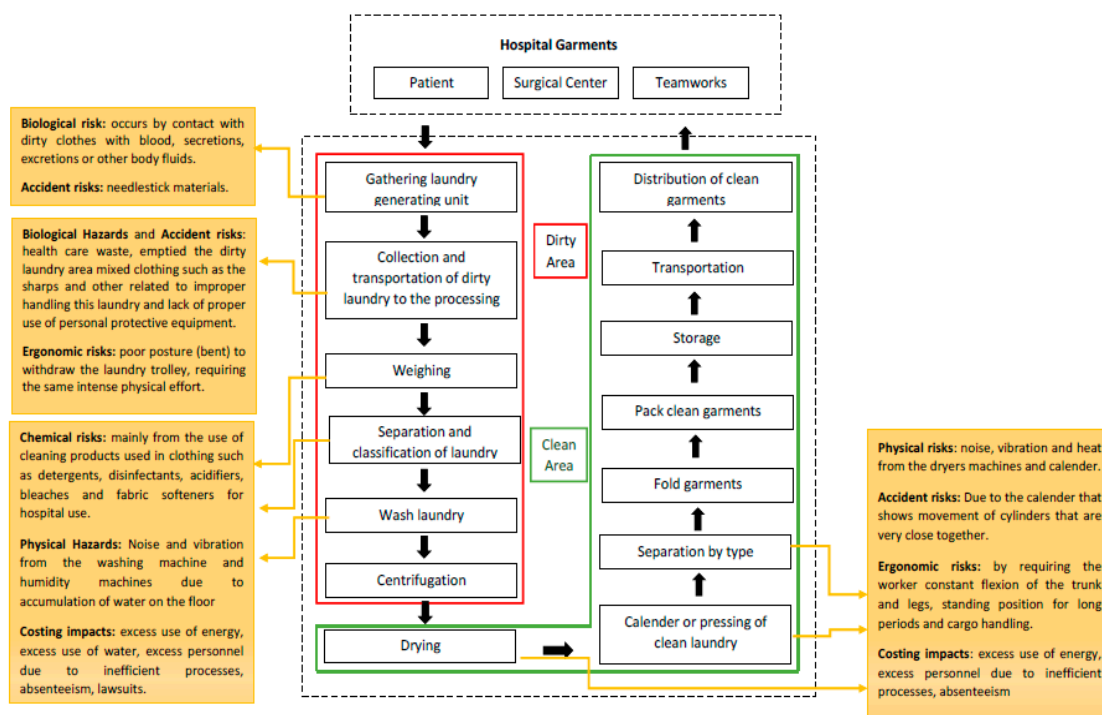 Hospital Garments
Patient
Surgical Center
Teamworks
Biological risk: occurs by contact with
dirty clothes with blood, secretions,
excretions or other body fluids.
Accident risks: needlestick materials.
Biological Hazards and Accident risks:
health care waste, emptied the dirty
laundry area mixed clothing such as the
sharps and other related to improper
handling this laundry and lack of proper
use of personal protective equipment.
Ergonomic risks: poor posture (bent) to
withdraw the laundry trolley, requiring
the same intense physical effort.
Chemical risks: mainly from the use of
cleaning products used in clothing such
as detergents, disinfectants, acidifiers,
bleaches and fabric softeners for
hospital use.
Physical Hazards: Noise and vibration
from the washing machine and
humidity machines due to
accumulation of water on the floor
Costing impacts: excess use of energy,
excess use of water, excess personnel
due to inefficient processes,
absenteeism, lawsuits.
Gathering laundry
generating unit
Collection and
transportation of dirty
laundry to the processing
Weighing
Separation and
classification of laundry
Wash laundry
Centrifugation
Drying
Dirty
Area
Clean
Area
Distribution of clean
garments
Transportation
Storage
Pack clean garments
Fold garments
Separation by type
Calender or pressing of
clean laundry
Physical risks: noise, vibration and heat
from the dryers machines and calender.
Accident risks: Due to the calender that
shows movement of cylinders that are
very close together.
Ergonomic risks: by requiring the
worker constant flexion of the trunk
and legs, standing position for long
periods and cargo handling.
Costing impacts: excess use of energy,
excess personnel due to inefficient
processes, absenteeism